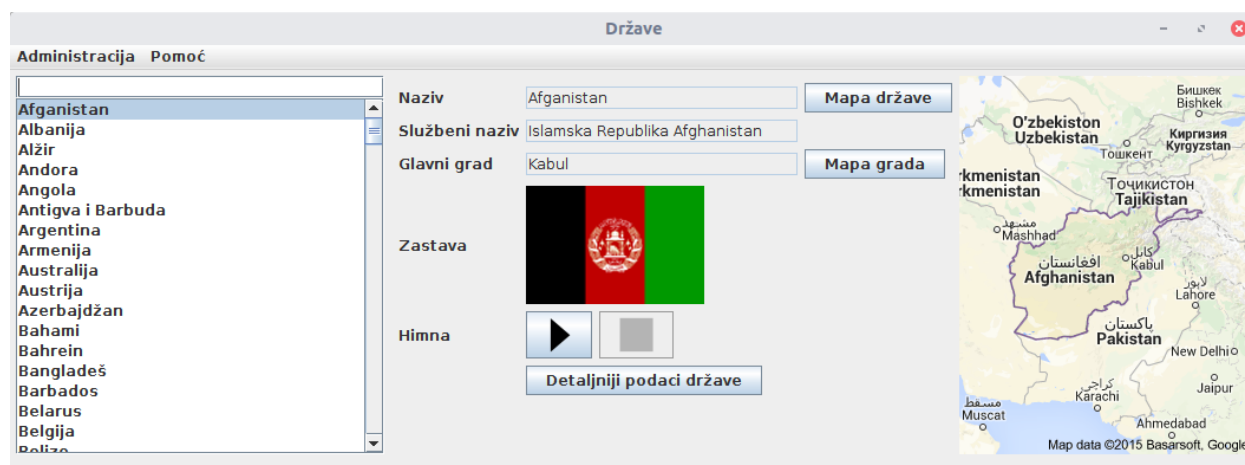 Države
Administracija Pomoć
Afganistan
Albanija
Alžir
Andora
Angola
Antigva i Barbuda
Argentina
Armenija
Australija
Austrija
Azerbajdžan
Bahami
Bahrein
Bangladeš
Barbados
Belarus
Belgija
Belize
Naziv Afganistan Mapa države
Službeni naziv Islamska Republika Afghanistan
Glavni grad Kabul Mapa grada
Zastava
Himna
Detaljniji podaci države
Бишкек
Bishkek
O'zbekiston
Uzbekistan
Киргизия
Kyrgyzstan
Тошкент
rkmenistan
rkmenistan
Тоҷикистон
Tajikistan
مشهد
Mashhad
کابل
Kabul
افغانستان
Afghanistan
لاہور
Lahore
پاکستان
Pakistan
New Delhi
کراچی
Karachi
Jaipur
مسقط
Muscat
Ahmedabad
Map data ©2015 Basarsoft, Google